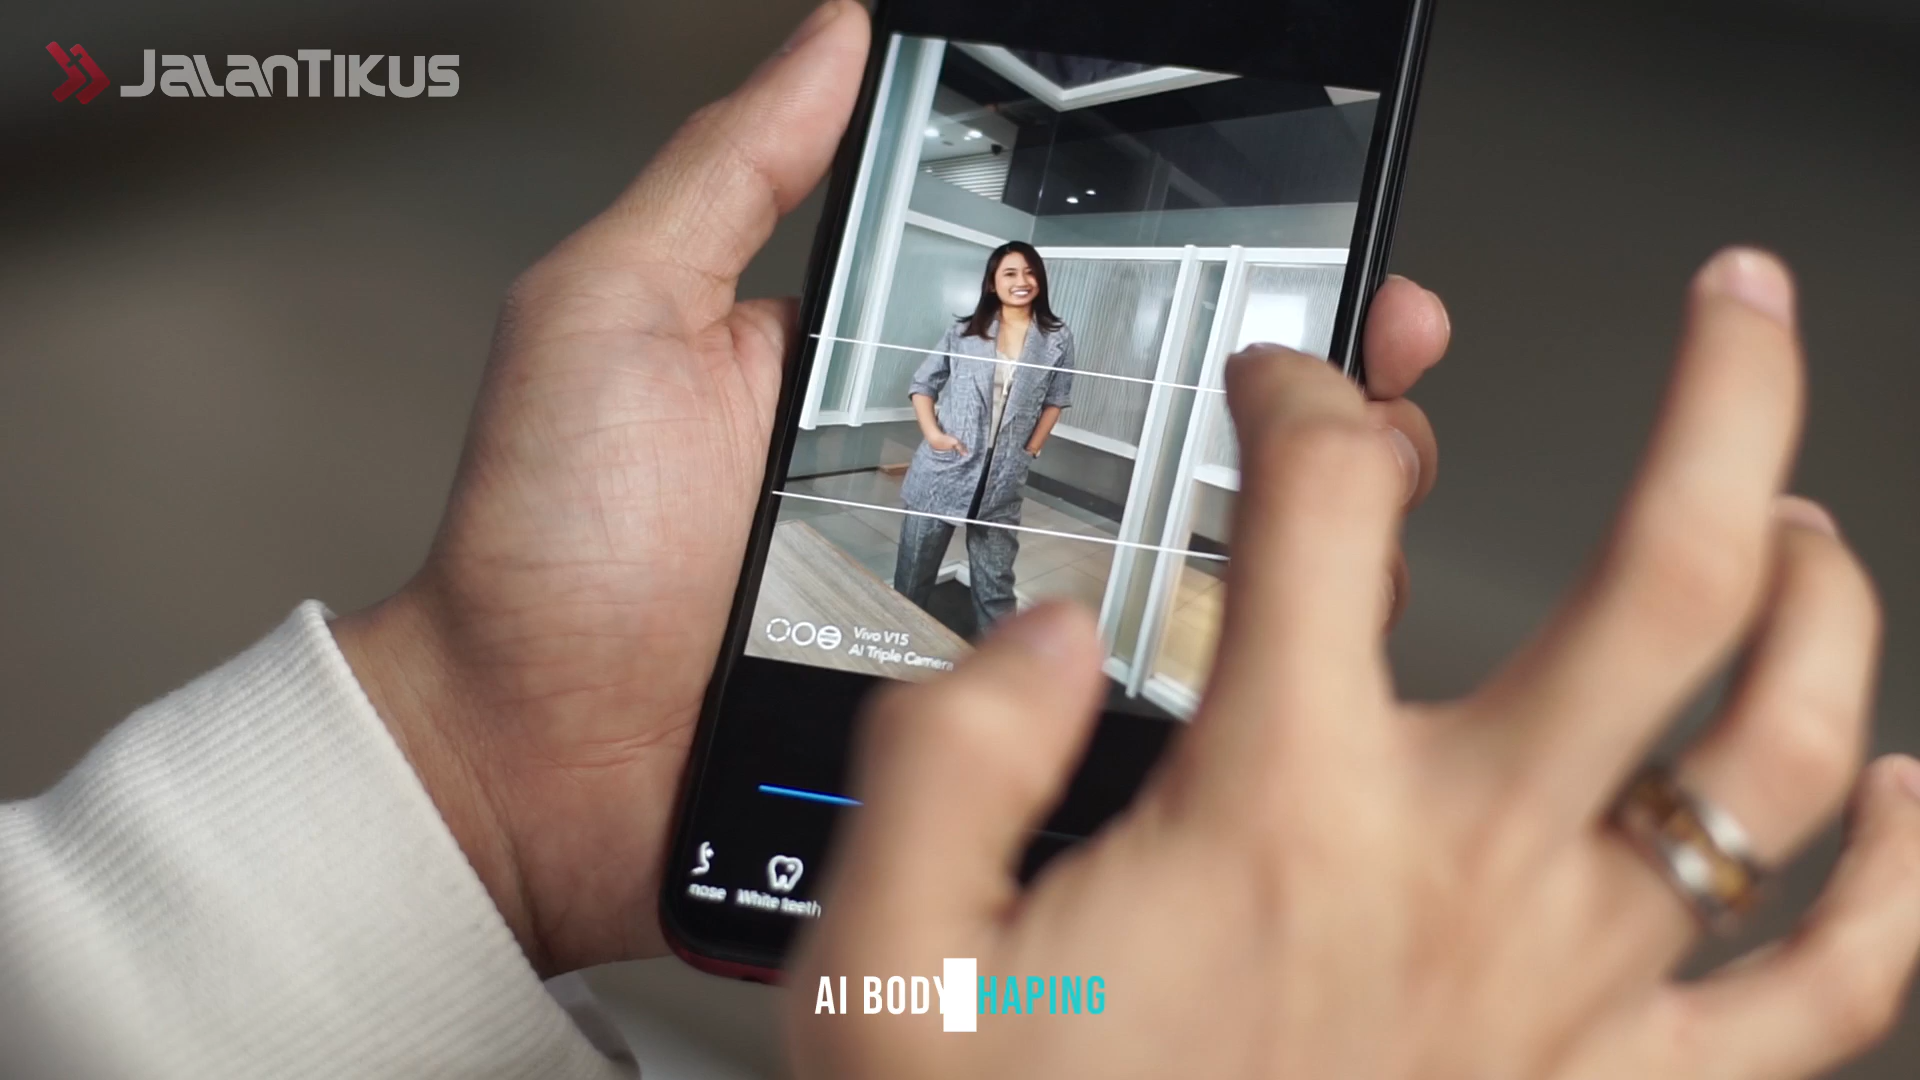 JALANTIKUS
Vivo V15
AI Triple Camera
nose
White teeth
AI BODY HAPING